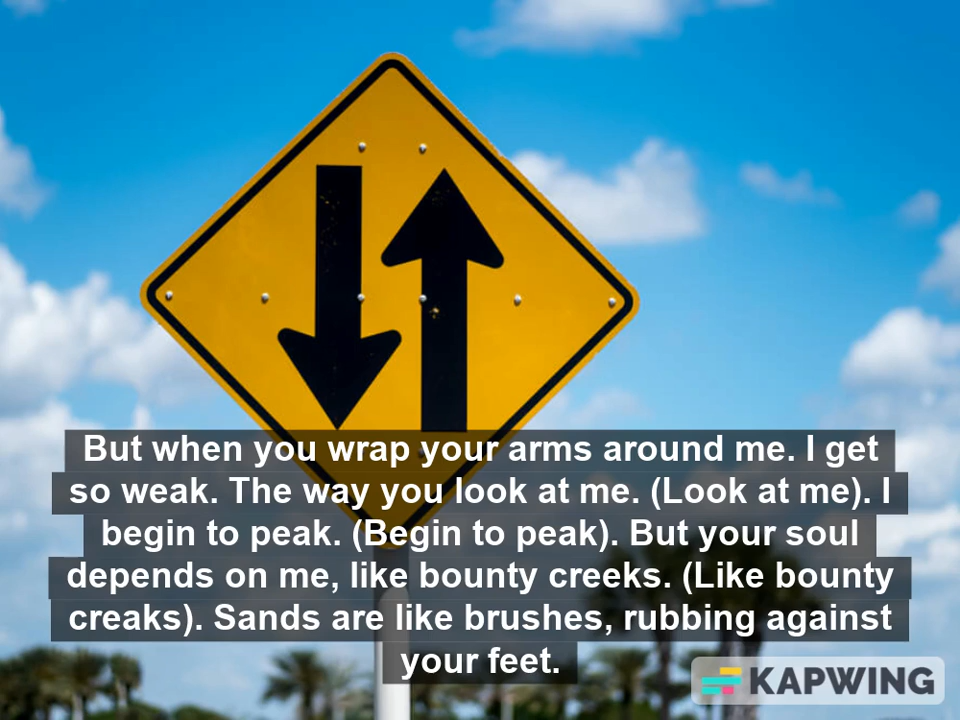 But when you wrap your arms around me. I get
so weak. The way you look at me. (Look at me). I
begin to peak. (Begin to peak). But your soul
depends on me, like bounty creeks. (Like bounty
creaks). Sands are like brushes, rubbing against
your feet.
KAPWING